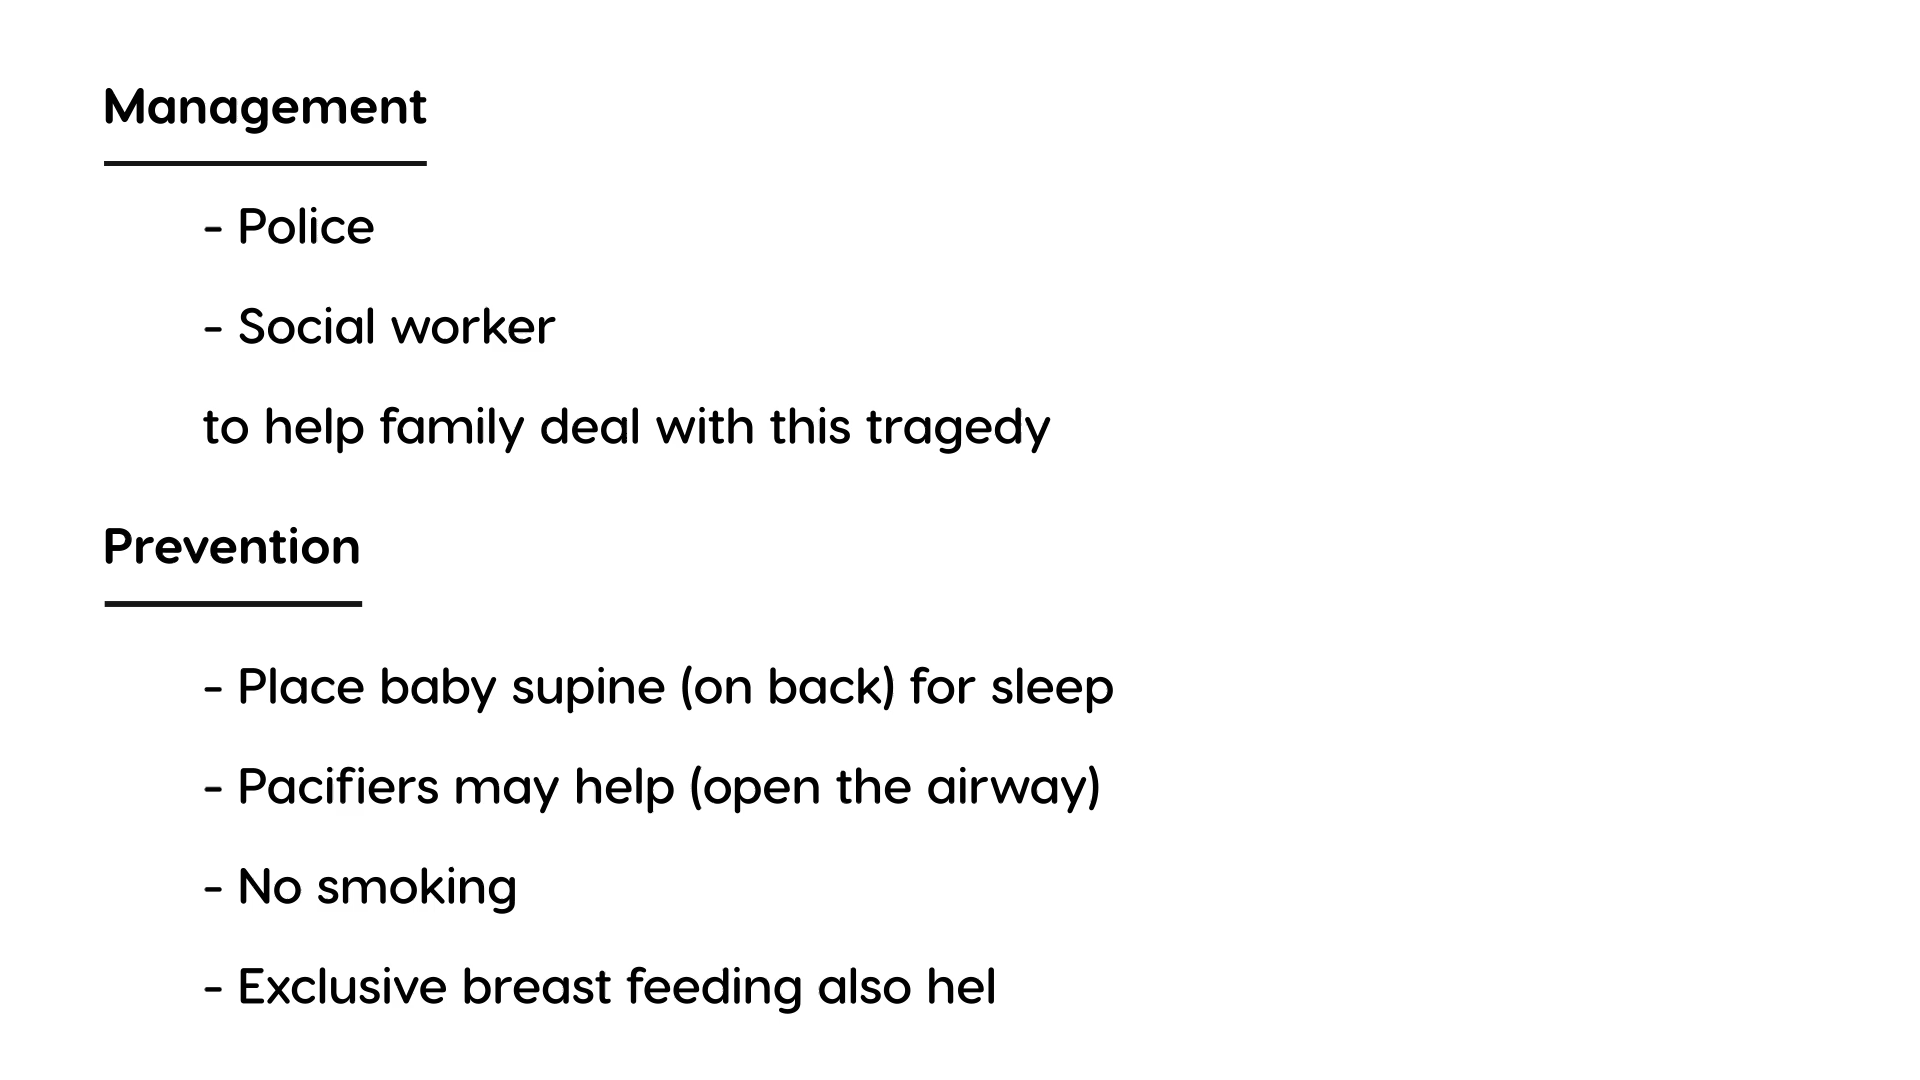 Management
- Police
- Social worker
to help family deal with this tragedy
Prevention
- Place baby supine (on back) for sleep
- Pacifiers may help (open the airway)
- No smoking
- Exclusive breast feeding also hel